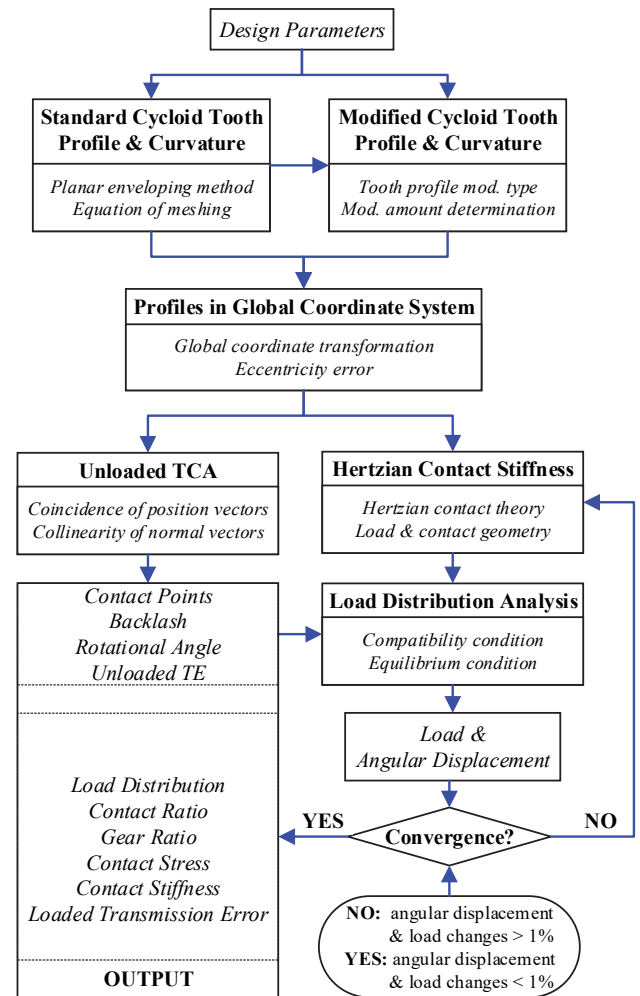 Design Parameters
Standard Cycloid Tooth
Profile & Curvature
Planar enveloping method
Equation of meshing
Modified Cycloid Tooth
Profile & Curvature
Tooth profile mod. type
Mod. amount determination
Profiles in Global Coordinate System
Global coordinate transformation
Eccentricity error
Unloaded TCA
Coincidence of position vectors
Collinearity of normal vectors
Hertzian Contact Stiffness
Hertzian contact theory
Load & contact geometry
Contact Points
Backlash
Rotational Angle
Unloaded TE
Load Distribution Analysis
Compatibility condition
Equilibrium condition
Load &
Angular Displacement
Load Distribution
Contact Ratio
Gear Ratio
Contact Stress
Contact Stiffness
Loaded Transmission Error
OUTPUT
YES
Convergence?
NO
NO: angular displacement
& load changes > 1%
YES: angular displacement
& load changes < 1%